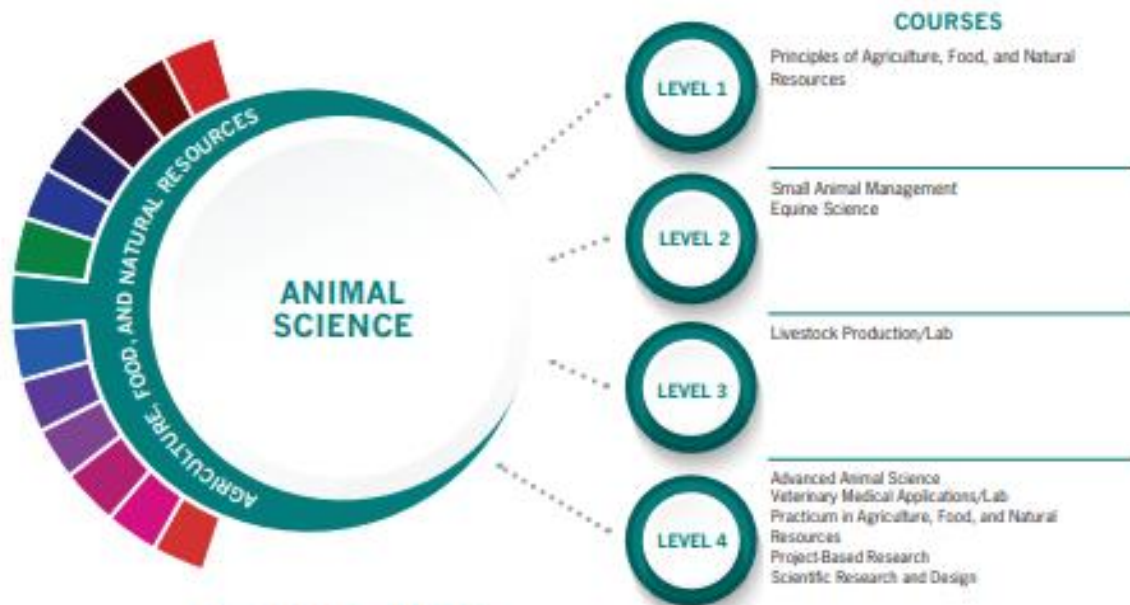 COURSES
AGRICULTURE, FOOD, AND NATURAL RESOURCES
ANIMAL
SCIENCE
LEVEL 1
Principles of Agriculture, Food, and Natural
Resources
LEVEL 2
Small Animal Management
Equine Science
LEVEL 3
Livestock Production/Lab
LEVEL 4
Advanced Animal Science
Veterinary Medical Applications/Lab
Practicum in Agriculture, Food, and Natural
Resources
Project-Based Research
Scientific Research and Design